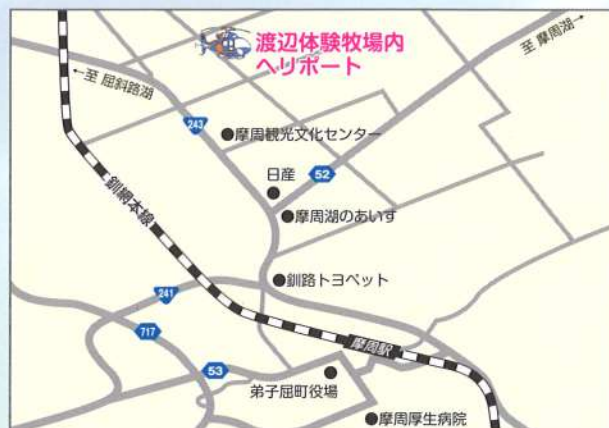 渡辺体験牧場内
ヘリポート
至 摩周湖→
←至 屈斜路湖
243
摩周観光文化センター
日産
52
摩周湖のあいす
釧網本線
釧路トヨペット
241
717
摩周駅
53
弟子屈町役場
摩周厚生病院